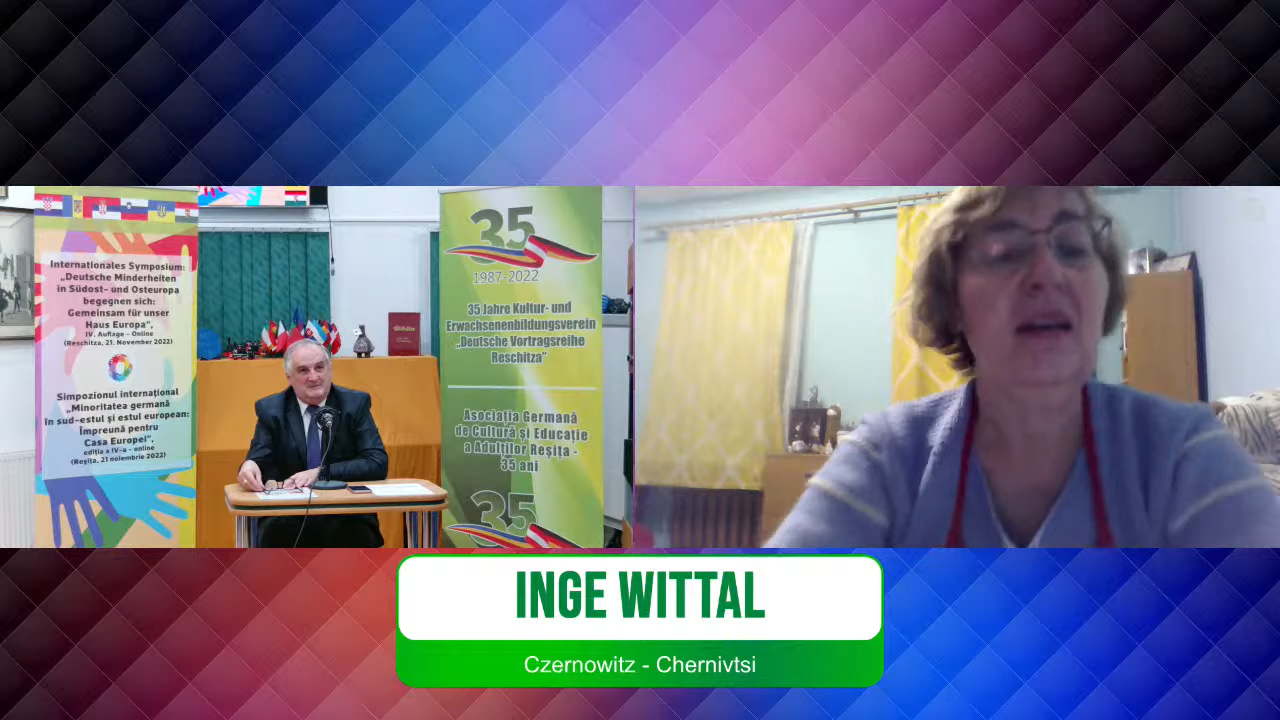 Internationales Symposium:
„Deutsche Minderheiten
in Südost- und Osteuropa
begegnen sich:
Gemeinsam für unser
Haus Europa",
IV. Auflage - Online
(Reschitza, 21. November 2022)
Simpozionul internațional
„Minoritatea germană
în sud-estul și estul european:
Împreună pentru
Casa Europei",
ediția a IV-a - online
(Reșița, 21 noiembrie 2022)
35
1987-2022
35 Jahre Kultur- und
Erwachsenenbildungsverein
„Deutsche Vortragsreihe
Reschitza"
Asociația Germană
de Cultură și Educație
a Adulților Reșița -
35 ani
35
INGE WITTAL
Czernowitz - Chernivtsi